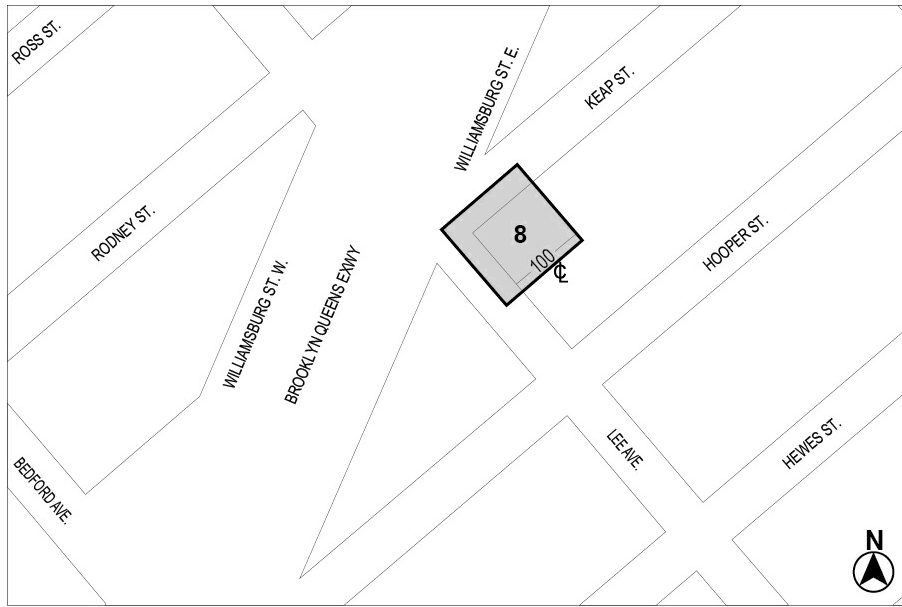 ROSS ST.
WILLIAMSBURG ST. E.
KEAP ST.
RODNEY ST.
8
100
℄
HOOPER ST.
WILLIAMSBURG ST. W.
BROOKLYN QUEENS EXWY
LEE AVE.
HEWES ST.
BEDFORD AVE.
N